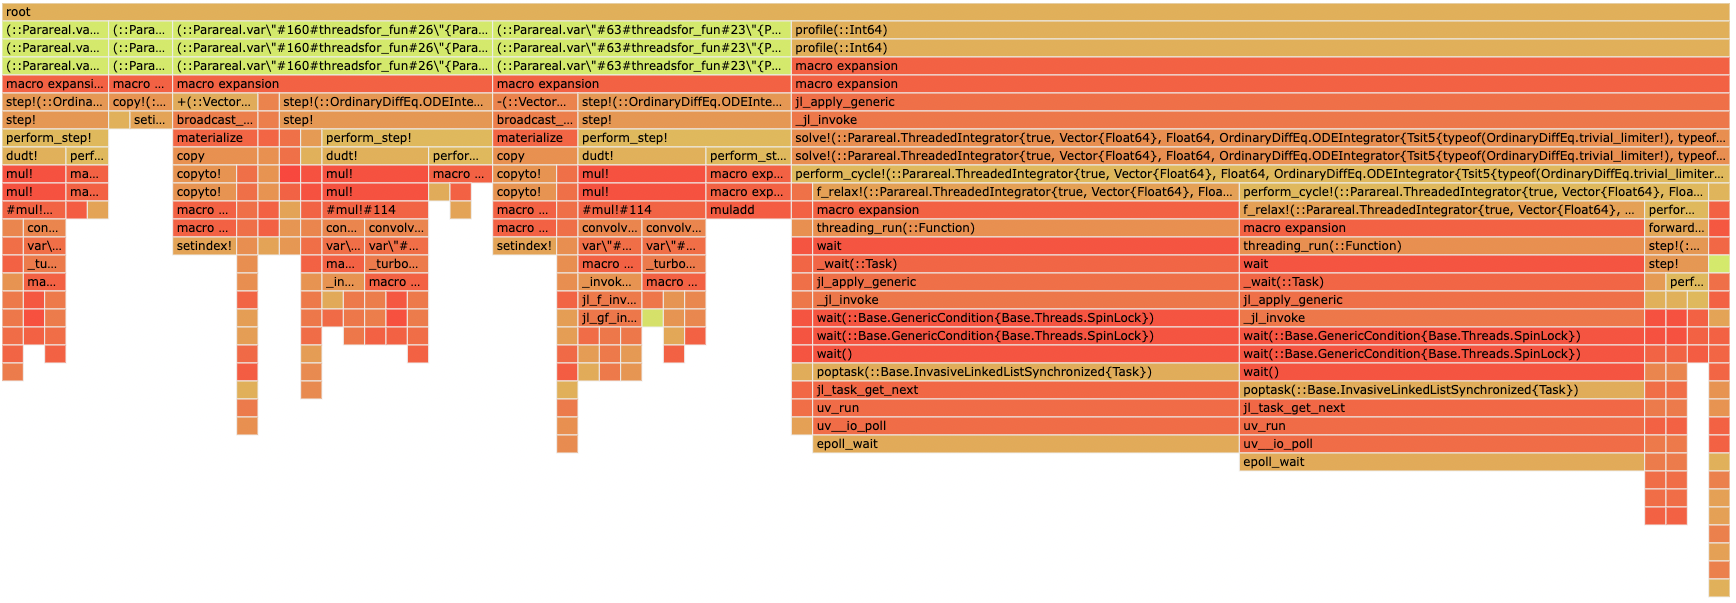 root
(::Parareal.va... (::Para... (::Parareal.var\"#160#threadsfor_fun#26\"{Para... (::Parareal.var\"#63#threadsfor_fun#23\"{P... profile(::Int64)
(::Parareal.va... (::Para... (::Parareal.var\"#160#threadsfor_fun#26\"{Para... (::Parareal.var\"#63#threadsfor_fun#23\"{P... profile(::Int64)
(::Parareal.va... (::Para... (::Parareal.var\"#160#threadsfor_fun#26\"{Para... (::Parareal.var\"#63#threadsfor_fun#23\"{P... macro expansion
macro expansi... macro ... macro expansion macro expansion macro expansion
step!(::Ordina... copy!(:... +(::Vector... step!(::OrdinaryDiffEq.ODEInte... -(::Vector... step!(::OrdinaryDiffEq.ODEInte... jl_apply_generic
step! seti... broadcast_... step! broadcast_... step! _jl_invoke
perform_step! materialize perform_step! materialize perform_step! solve!(::Parareal.ThreadedIntegrator{true, Vector{Float64}, Float64, OrdinaryDiffEq.ODEIntegrator{Tsit5{typeof(OrdinaryDiffEq.trivial_limiter!), typeof...
dudt! perf... copy dudt! perfor... copy dudt! perform_st... solve!(::Parareal.ThreadedIntegrator{true, Vector{Float64}, Float64, OrdinaryDiffEq.ODEIntegrator{Tsit5{typeof(OrdinaryDiffEq.trivial_limiter!), typeof...
mul! ma... copyto! mul! macro ... copyto! mul! macro exp... perform_cycle!(::Parareal.ThreadedIntegrator{true, Vector{Float64}, Float64, OrdinaryDiffEq.ODEIntegrator{Tsit5{typeof(OrdinaryDiffEq.trivial_limiter...
mul! ma... copyto! mul! copyto! mul! macro exp... f_relax!(::Parareal.ThreadedIntegrator{true, Vector{Float64}, Floa... perform_cycle!(::Parareal.ThreadedIntegrator{true, Vector{Float64}, Floa...
#mul!... macro ... #mul!#114 macro ... #mul!#114 muladd macro expansion f_relax!(::Parareal.ThreadedIntegrator{true, Vector{Float64}, ... perfor...
con... macro ... con... convolv... macro ... convolv... convolv... threading_run(::Function) macro expansion forward...
var\... setindex! var\... var\"#... setindex! var\"#... var\"#... wait threading_run(::Function) step!(:...
_tu... ma... _turbo... macro ... _turbo... _wait(::Task) wait step!
ma... _in... macro ... _invok... macro ... jl_apply_generic _wait(::Task) perf...
jl_f_inv... _jl_invoke jl_apply_generic
jl_gf_in... wait(::Base.GenericCondition{Base.Threads.SpinLock}) _jl_invoke
wait(::Base.GenericCondition{Base.Threads.SpinLock}) wait(::Base.GenericCondition{Base.Threads.SpinLock})
wait() wait(::Base.GenericCondition{Base.Threads.SpinLock})
poptask(::Base.InvasiveLinkedListSynchronized{Task}) wait()
jl_task_get_next poptask(::Base.InvasiveLinkedListSynchronized{Task})
uv_run jl_task_get_next
uv__io_poll uv_run
epoll_wait uv__io_poll
epoll_wait